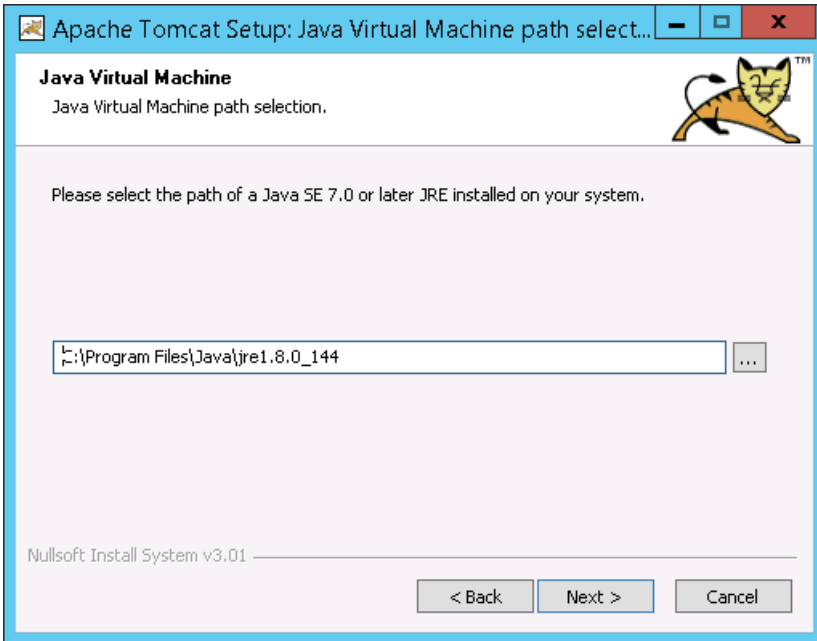 Apache Tomcat Setup: Java Virtual Machine path select...
Java Virtual Machine
Java Virtual Machine path selection.
TM
Please select the path of a Java SE 7.0 or later JRE installed on your system.
C:\Program Files\Java\jre1.8.0_144
...
Nullsoft Install System v3.01
< Back
Next >
Cancel